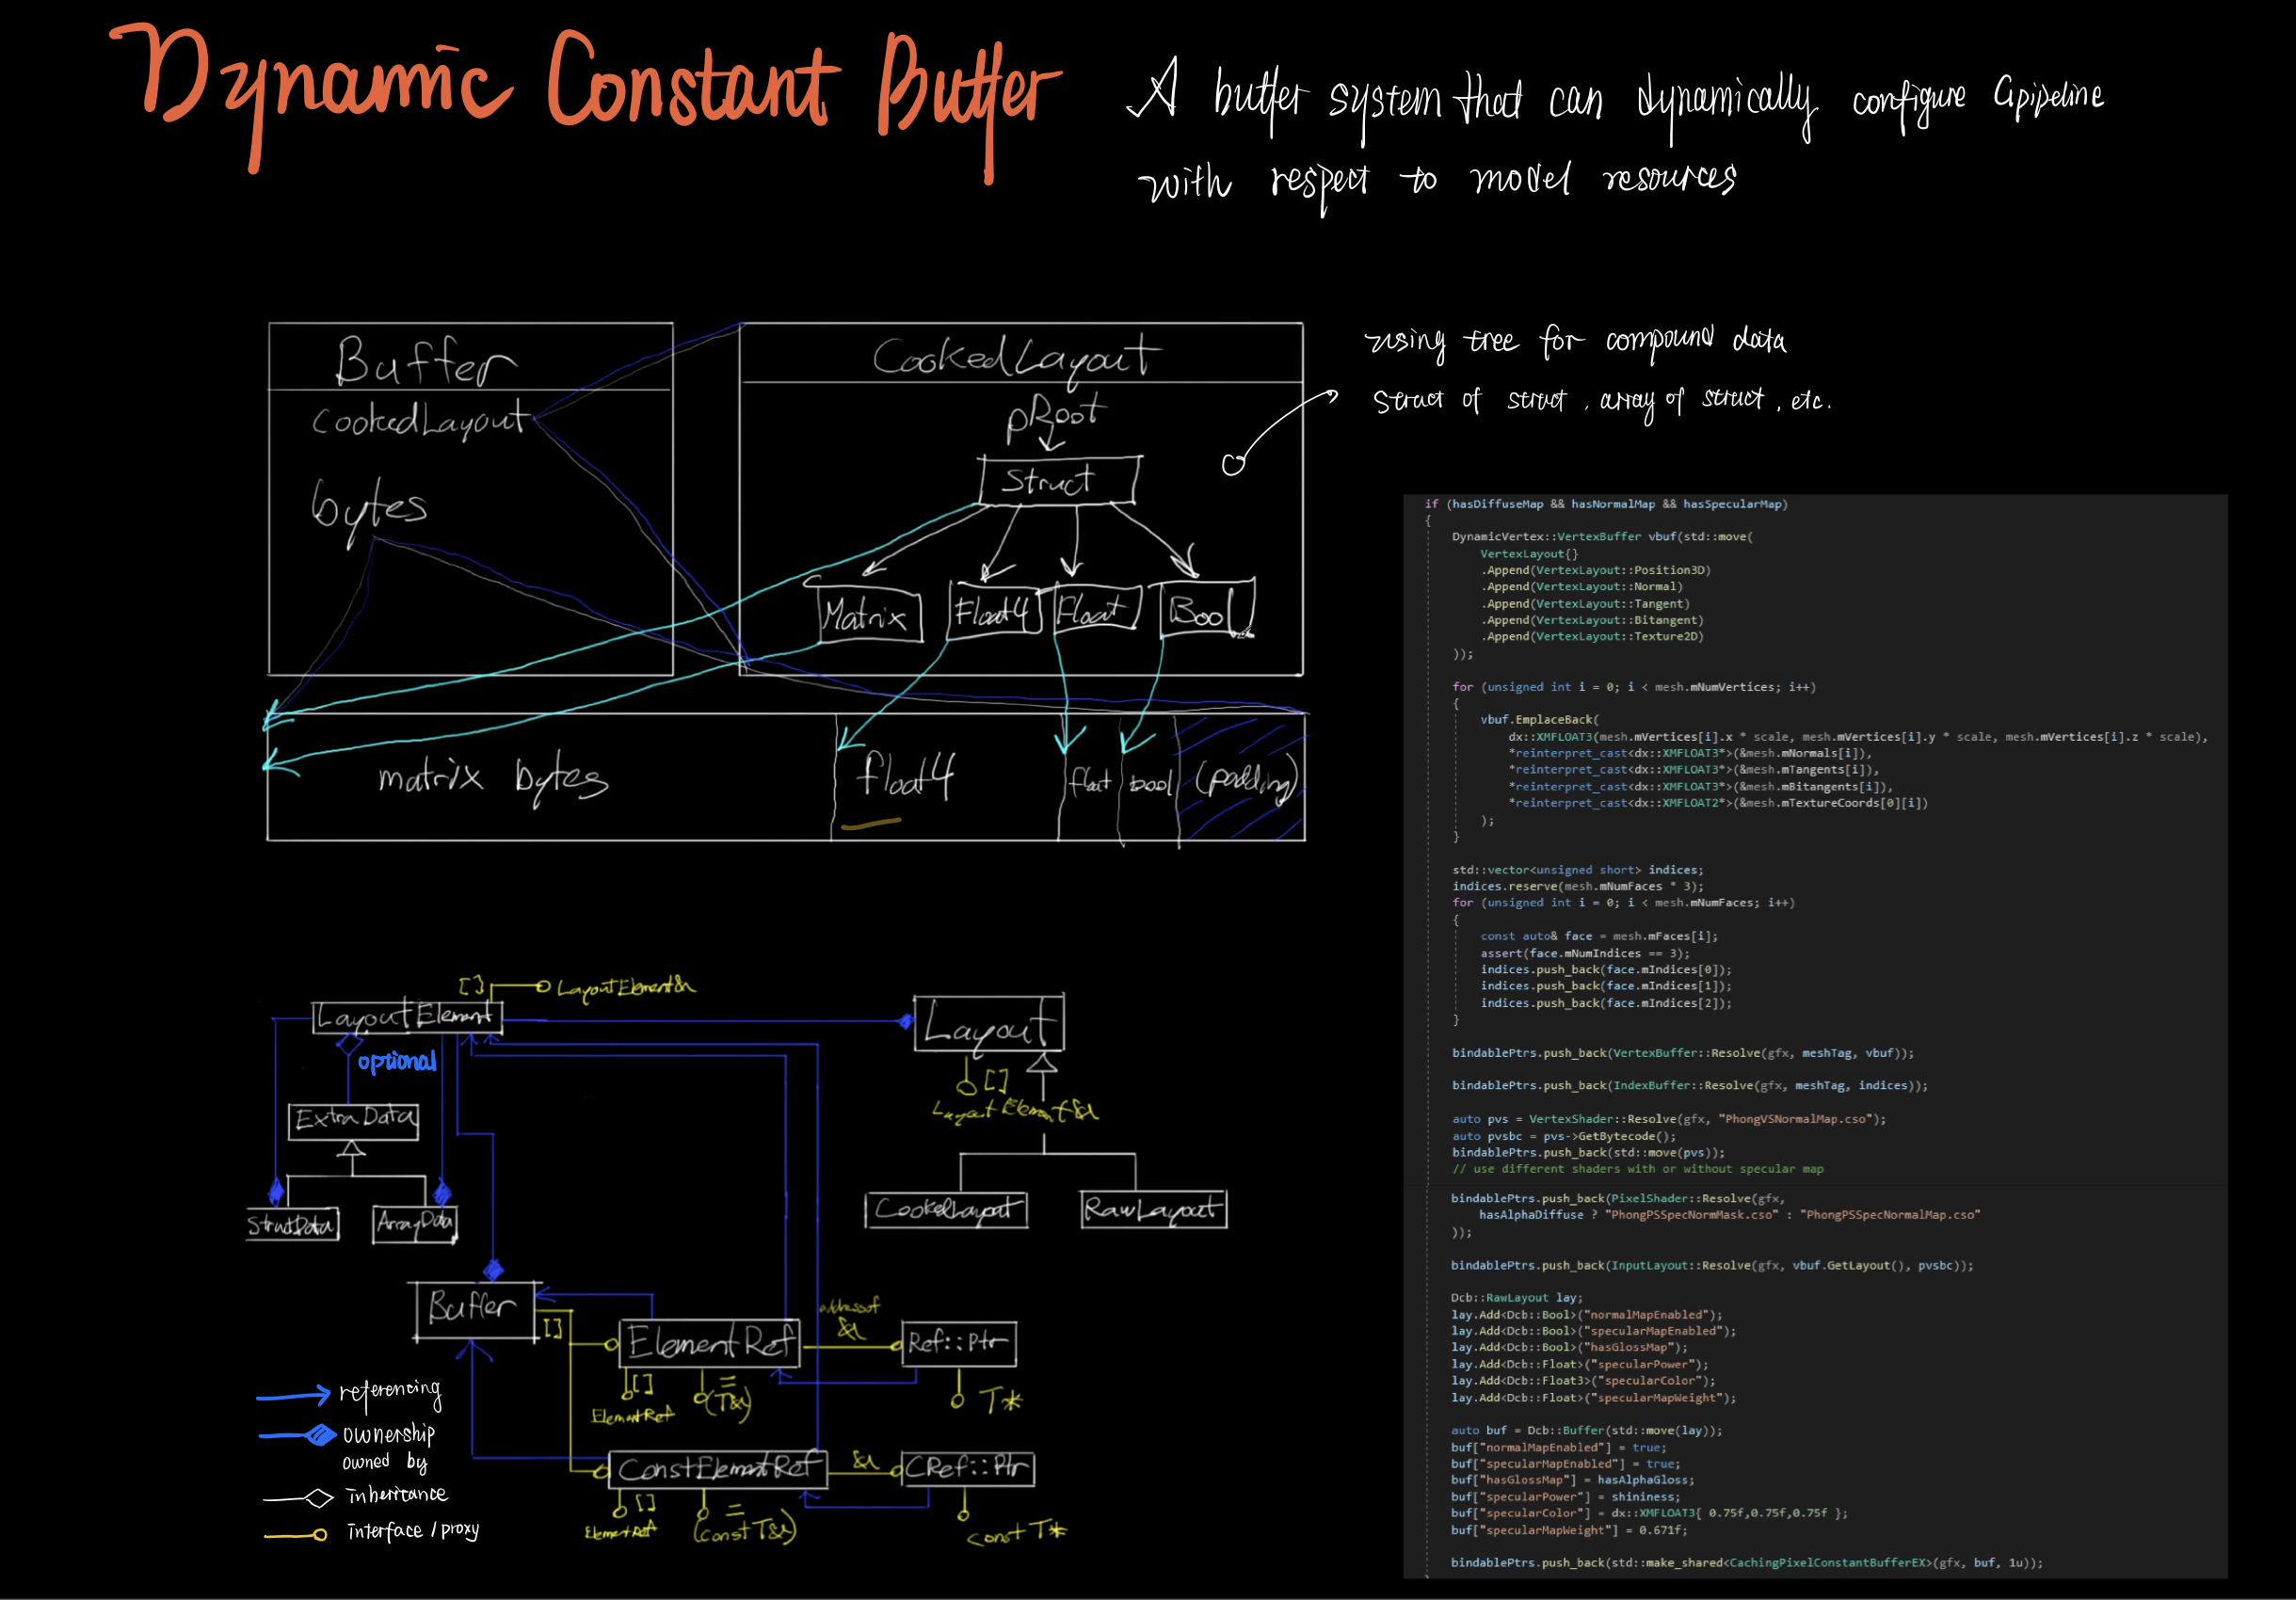 Dynamic Constant Buffer
A buffer system that can dynamically configure Gpipeline
with respect to model resources
Buffer
CookedLayout
bytes
CookedLayout
pRoot
Struct
Matrix
Float4
Float
Bool
using tree for compound data
struct of struct, array of struct, etc.
matrix bytes
float4
float
bool
(padding)
[]
LayoutElement&
LayoutElement
optional
ExtraData
StructData
ArrayData
Layout
[]
LayoutElement&
CookedLayout
RawLayout
Buffer
[]
ElementRef
addressof
&
Ref::Ptr
[]
ElementRef
=
(T&)
T*
ConstElementRef
&
CRef::Ptr
[]
ElementRef
=
(const T&)
const T*
referencing
ownership
owned by
inheritance
interface / proxy
if (hasDiffuseMap && hasNormalMap && hasSpecularMap)
{
DynamicVertex::VertexBuffer vbuf(std::move(
VertexLayout{}
.Append(VertexLayout::Position3D)
.Append(VertexLayout::Normal)
.Append(VertexLayout::Tangent)
.Append(VertexLayout::Bitangent)
.Append(VertexLayout::Texture2D)
));
for (unsigned int i = 0; i < mesh.mNumVertices; i++)
{
vbuf.EmplaceBack(
dx::XMFLOAT3(mesh.mVertices[i].x * scale, mesh.mVertices[i].y * scale, mesh.mVertices[i].z * scale),
*reinterpret_cast<dx::XMFLOAT3*>(&mesh.mNormals[i]),
*reinterpret_cast<dx::XMFLOAT3*>(&mesh.mTangents[i]),
*reinterpret_cast<dx::XMFLOAT3*>(&mesh.mBitangents[i]),
*reinterpret_cast<dx::XMFLOAT2*>(&mesh.mTextureCoords[0][i])
);
}
std::vector<unsigned short> indices;
indices.reserve(mesh.mNumFaces * 3);
for (unsigned int i = 0; i < mesh.mNumFaces; i++)
{
const auto& face = mesh.mFaces[i];
assert(face.mNumIndices == 3);
indices.push_back(face.mIndices[0]);
indices.push_back(face.mIndices[1]);
indices.push_back(face.mIndices[2]);
}
bindablePtrs.push_back(VertexBuffer::Resolve(gfx, meshTag, vbuf));
bindablePtrs.push_back(IndexBuffer::Resolve(gfx, meshTag, indices));
auto pvs = VertexShader::Resolve(gfx, "PhongVSNormalMap.cso");
auto pvsbc = pvs->GetBytecode();
bindablePtrs.push_back(std::move(pvs));
// use different shaders with or without specular map
bindablePtrs.push_back(PixelShader::Resolve(gfx,
hasAlphaDiffuse ? "PhongPSSpecNormMask.cso" : "PhongPSSpecNormalMap.cso"
));
bindablePtrs.push_back(InputLayout::Resolve(gfx, vbuf.GetLayout(), pvsbc));
Dcb::RawLayout lay;
lay.Add<Dcb::Bool>("normalMapEnabled");
lay.Add<Dcb::Bool>("specularMapEnabled");
lay.Add<Dcb::Bool>("hasGlossMap");
lay.Add<Dcb::Float>("specularPower");
lay.Add<Dcb::Float3>("specularColor");
lay.Add<Dcb::Float>("specularMapWeight");
auto buf = Dcb::Buffer(std::move(lay));
buf["normalMapEnabled"] = true;
buf["specularMapEnabled"] = true;
buf["hasGlossMap"] = hasAlphaGloss;
buf["specularPower"] = shininess;
buf["specularColor"] = dx::XMFLOAT3{ 0.75f,0.75f,0.75f };
buf["specularMapWeight"] = 0.671f;
bindablePtrs.push_back(std::make_shared<CachingPixelConstantBufferEX>(gfx, buf, 1u));